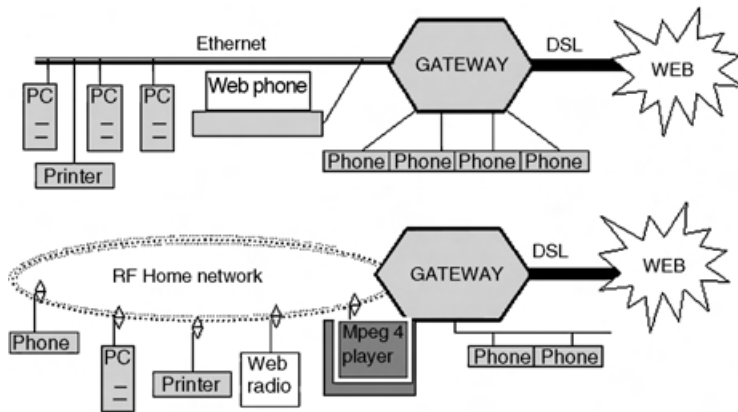 Ethernet
GATEWAY
DSL
WEB
PC
PC
PC
Web phone
Printer
Phone
Phone
Phone
Phone
RF Home network
GATEWAY
DSL
WEB
Phone
PC
Printer
Web
radio
Mpeg 4
player
Phone
Phone